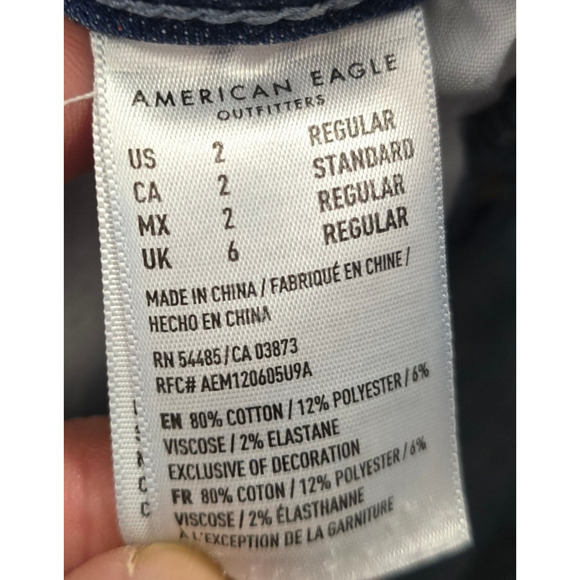 AMERICAN EAGLE
OUTFITTERS
US 2 REGULAR
CA 2 STANDARD
MX 2 REGULAR
UK 6 REGULAR
MADE IN CHINA / FABRIQUÉ EN CHINE /
HECHO EN CHINA
RN 54485 / CA 03873
RFC# AEM120605U9A
EN 80% COTTON / 12% POLYESTER / 6%
VISCOSE / 2% ELASTANE
EXCLUSIVE OF DECORATION
FR 80% COTON / 12% POLYESTER / 6%
VISCOSE / 2% ÉLASTHANNE
À L'EXCEPTION DE LA GARNITURE